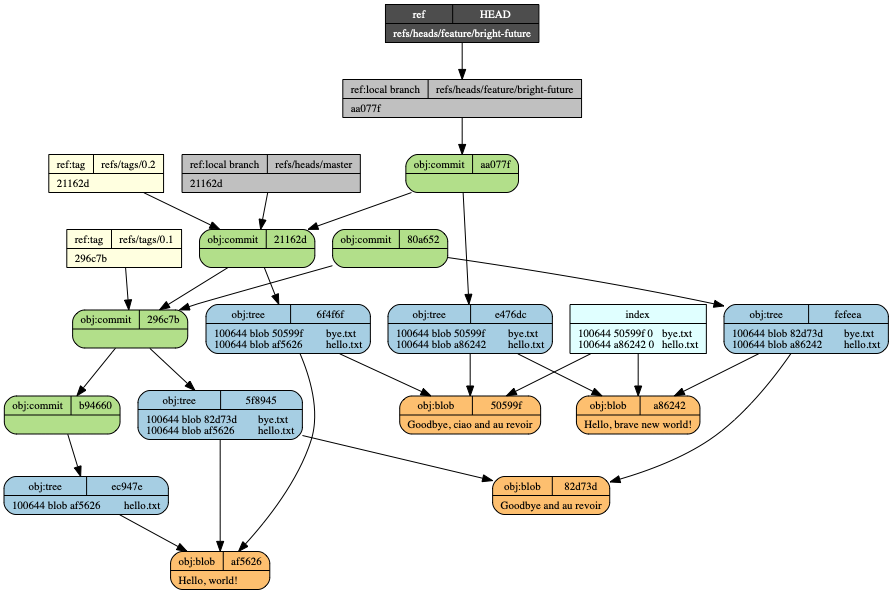 ref HEAD
refs/heads/feature/bright-future
ref:local branch refs/heads/feature/bright-future
aa077f
ref:tag refs/tags/0.2
21162d
ref:local branch refs/heads/master
21162d
obj:commit aa077f
ref:tag refs/tags/0.1
296c7b
obj:commit 21162d
obj:commit 80a652
obj:commit 296c7b
obj:tree 6f4f6f
100644 blob 50599f bye.txt
100644 blob af5626 hello.txt
obj:tree e476dc
100644 blob 50599f bye.txt
100644 blob a86242 hello.txt
index
100644 50599f 0 bye.txt
100644 a86242 0 hello.txt
obj:tree fefeea
100644 blob 82d73d bye.txt
100644 blob a86242 hello.txt
obj:commit b94660
obj:tree 5f8945
100644 blob 82d73d bye.txt
100644 blob af5626 hello.txt
obj:blob 50599f
Goodbye, ciao and au revoir
obj:blob a86242
Hello, brave new world!
obj:tree ec947e
100644 blob af5626 hello.txt
obj:blob 82d73d
Goodbye and au revoir
obj:blob af5626
Hello, world!